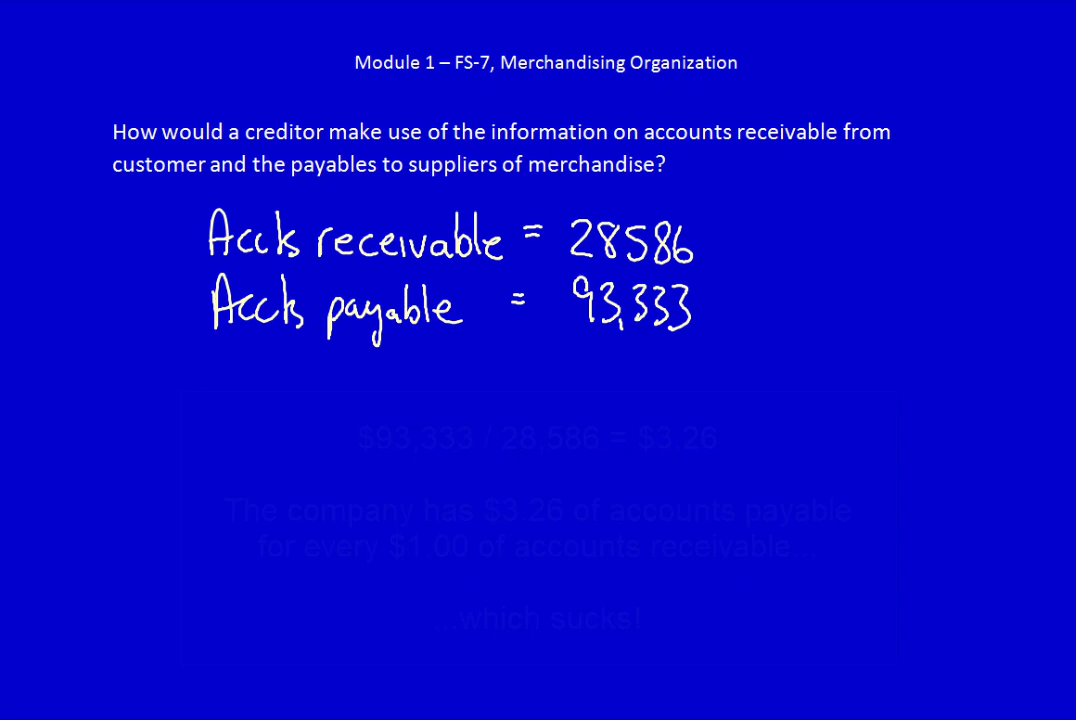 Module 1 – FS-7, Merchandising Organization
How would a creditor make use of the information on accounts receivable from
customer and the payables to suppliers of merchandise?
Accts receivable = 28586
Accts payable = 93,333
$93,333 / 28,586 = $3.26
The company has $3.26 of accounts payable
for every $1.00 of accounts receivable...
...which sucks!